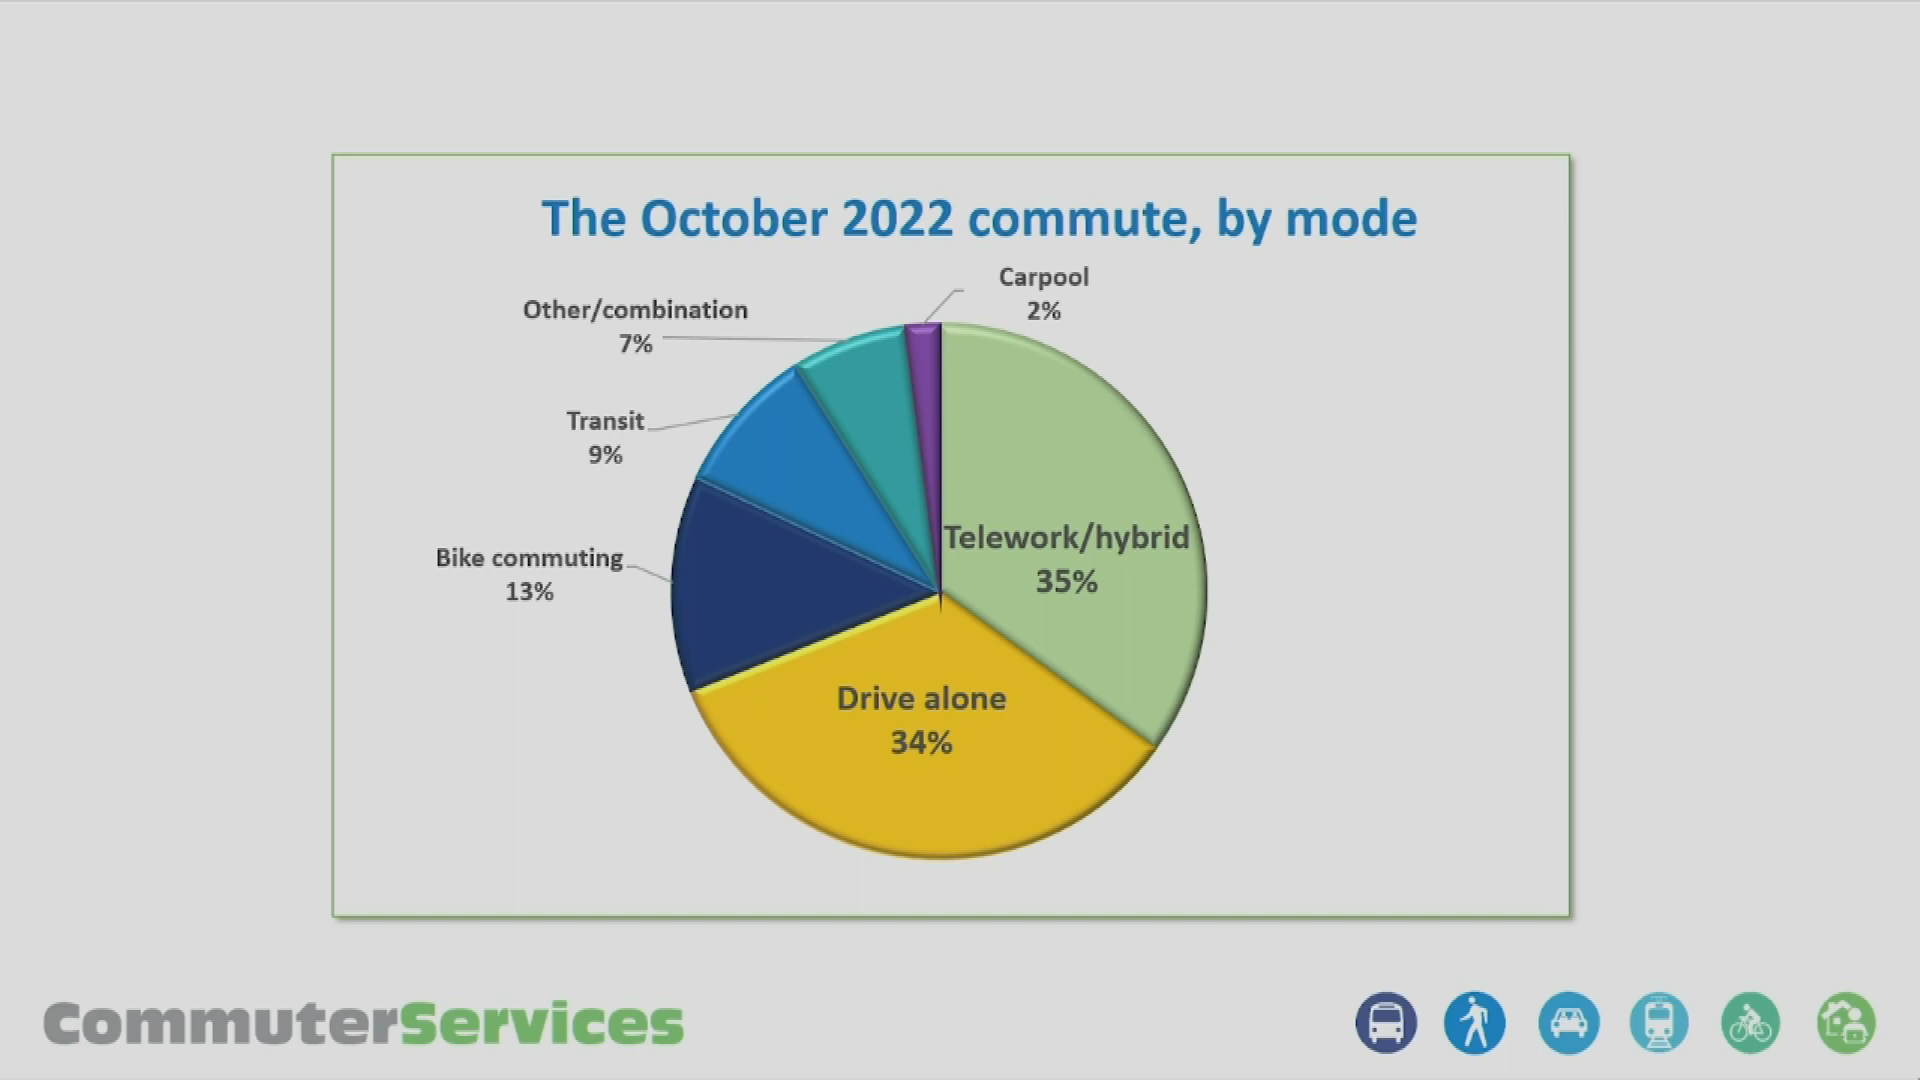 The October 2022 commute, by mode
Carpool
2%
Other/combination
7%
Transit
9%
Telework/hybrid
35%
Bike commuting
13%
Drive alone
34%
CommuterServices